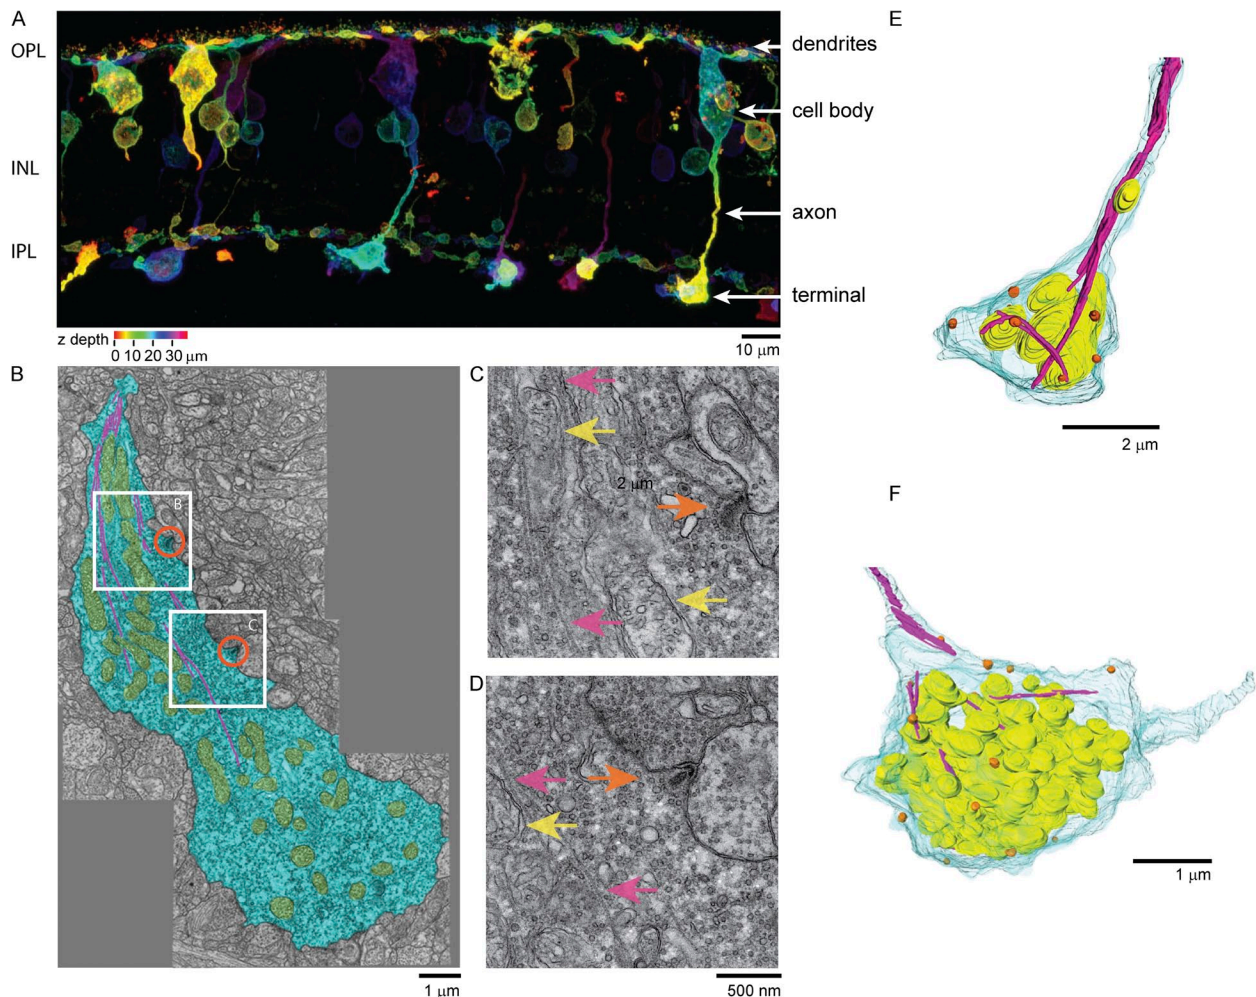 A
OPL
INL
IPL
dendrites
cell body
axon
terminal
z depth
0 10 20 30 μm
10 μm
B
B
C
1 μm
C
2 μm
D
500 nm
E
2 μm
F
1 μm